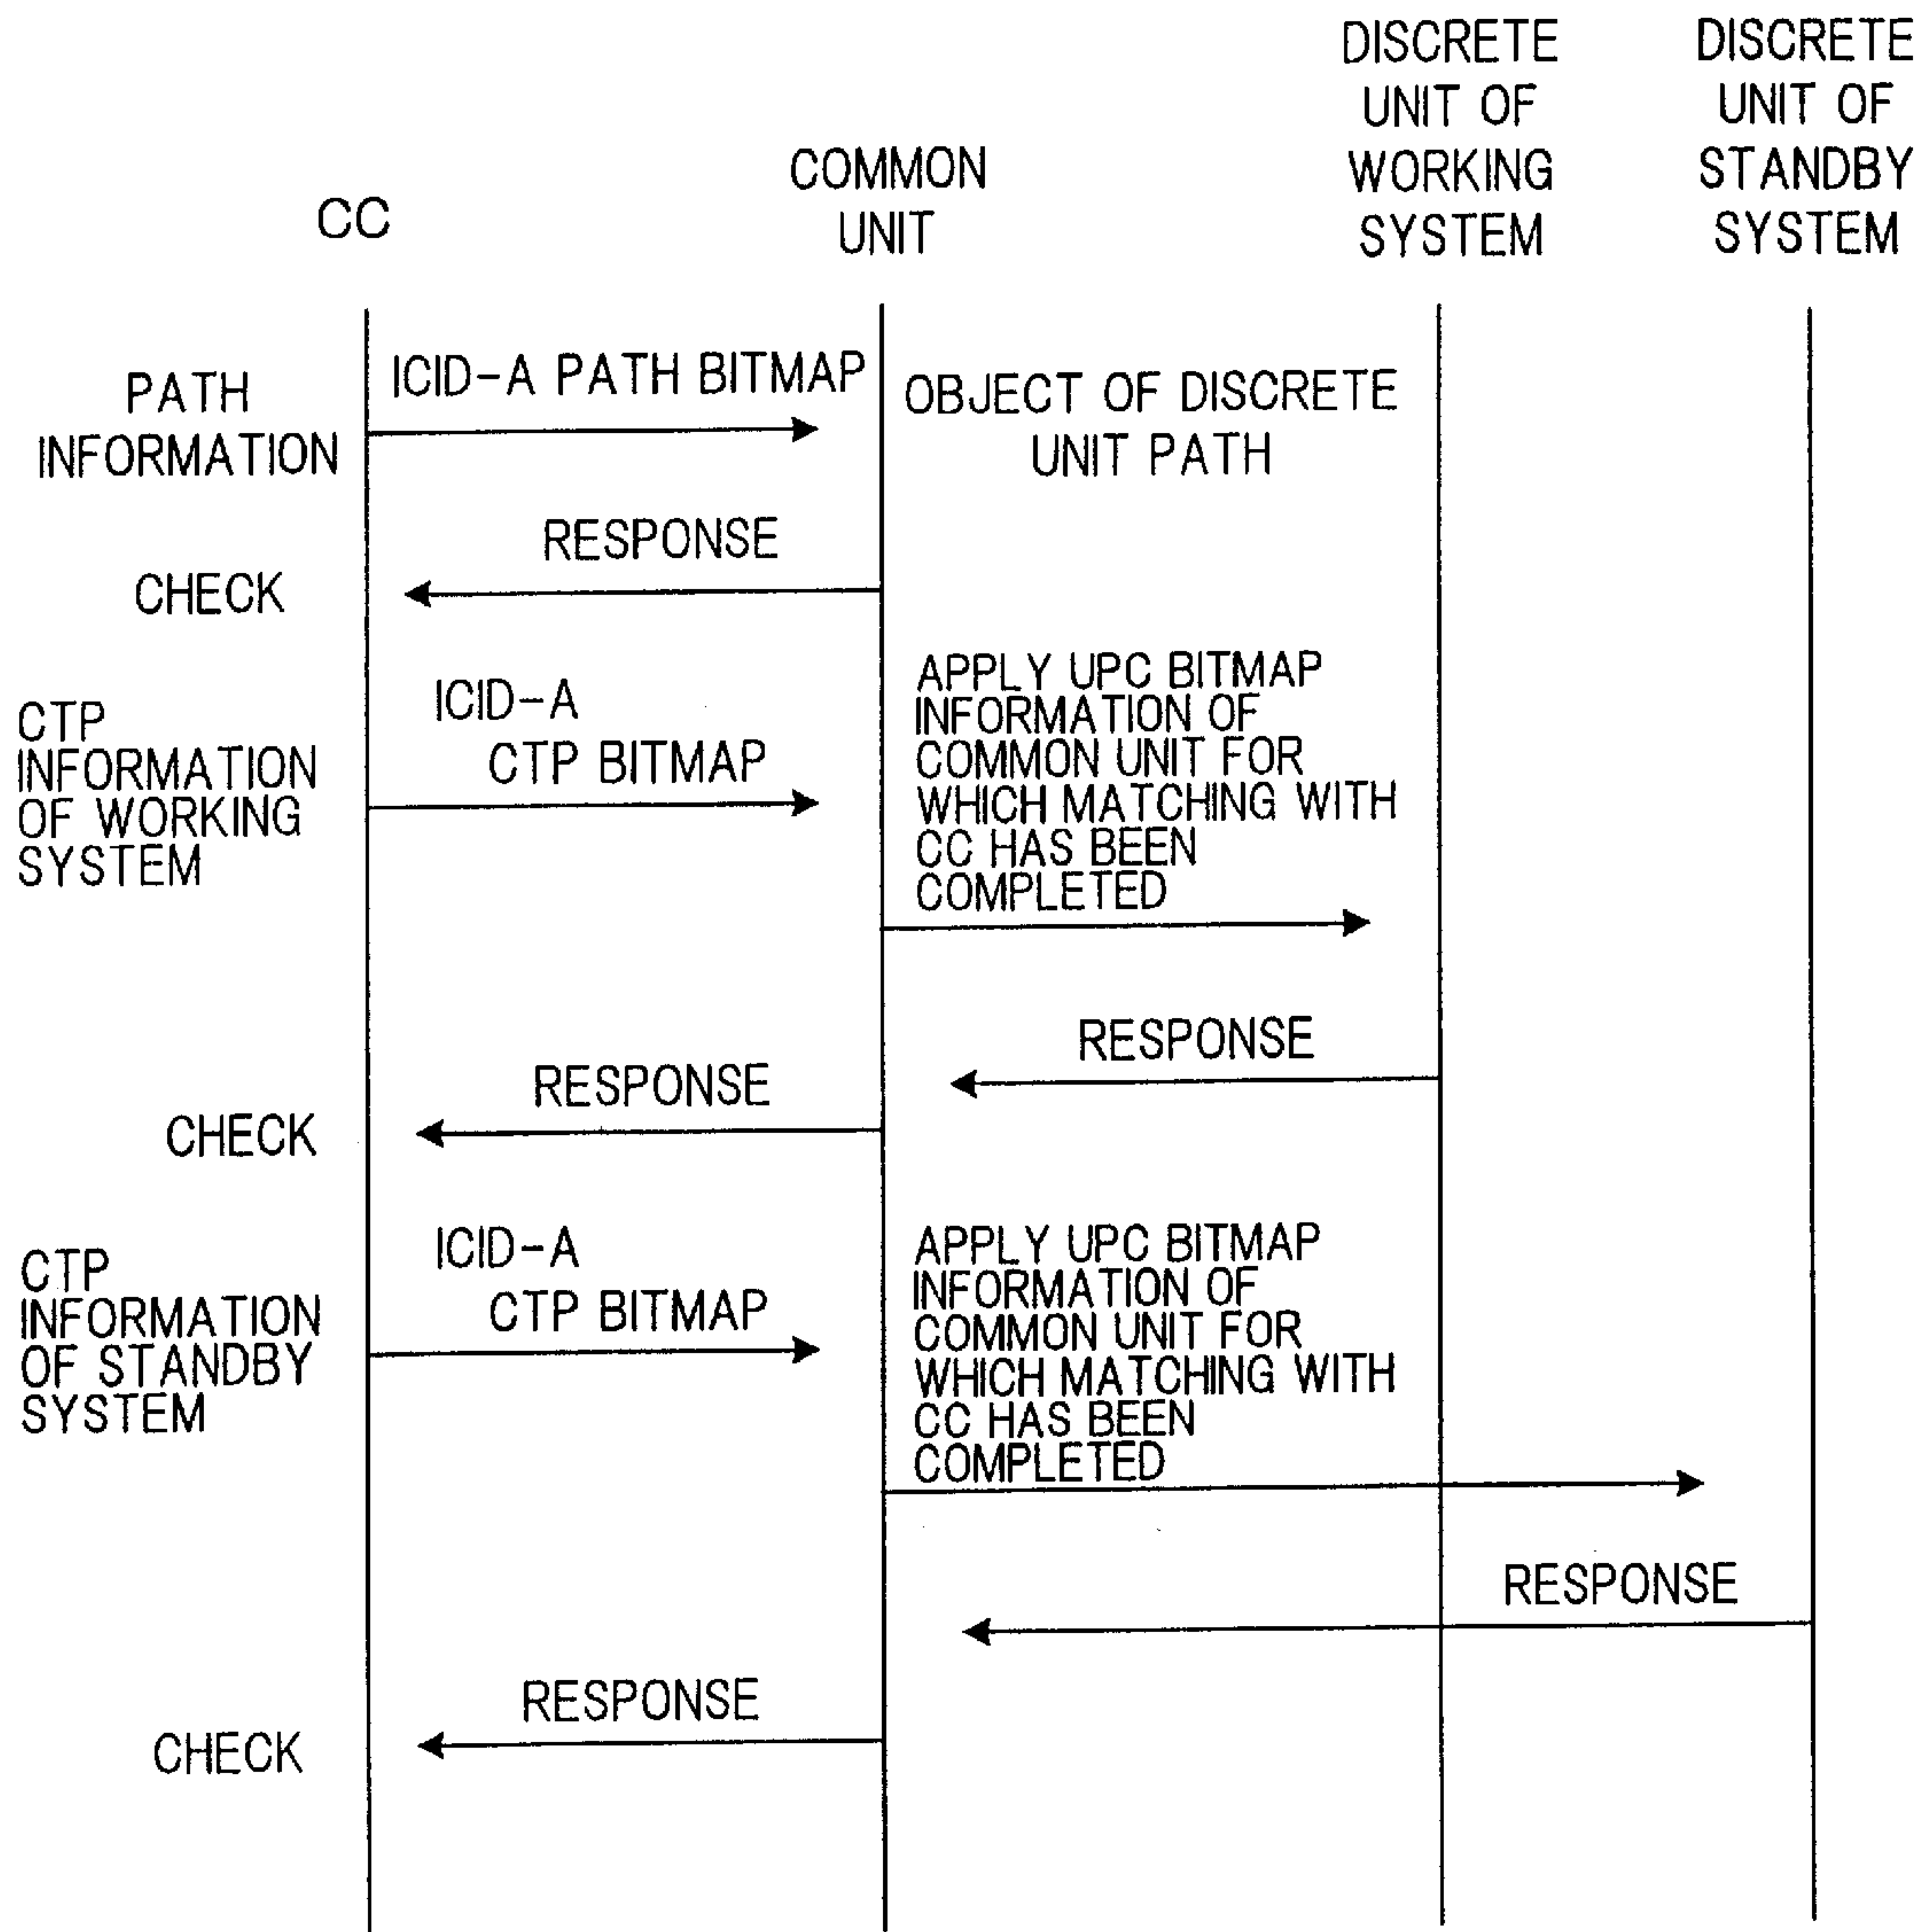 CC
COMMON
UNIT
DISCRETE
UNIT OF
WORKING
SYSTEM
DISCRETE
UNIT OF
STANDBY
SYSTEM
PATH
INFORMATION
ICID-A PATH BITMAP
OBJECT OF DISCRETE
UNIT PATH
RESPONSE
CHECK
CTP
INFORMATION
OF WORKING
SYSTEM
ICID-A
CTP BITMAP
APPLY UPC BITMAP
INFORMATION OF
COMMON UNIT FOR
WHICH MATCHING WITH
CC HAS BEEN
COMPLETED
RESPONSE
RESPONSE
CHECK
CTP
INFORMATION
OF STANDBY
SYSTEM
ICID-A
CTP BITMAP
APPLY UPC BITMAP
INFORMATION OF
COMMON UNIT FOR
WHICH MATCHING WITH
CC HAS BEEN
COMPLETED
RESPONSE
RESPONSE
CHECK